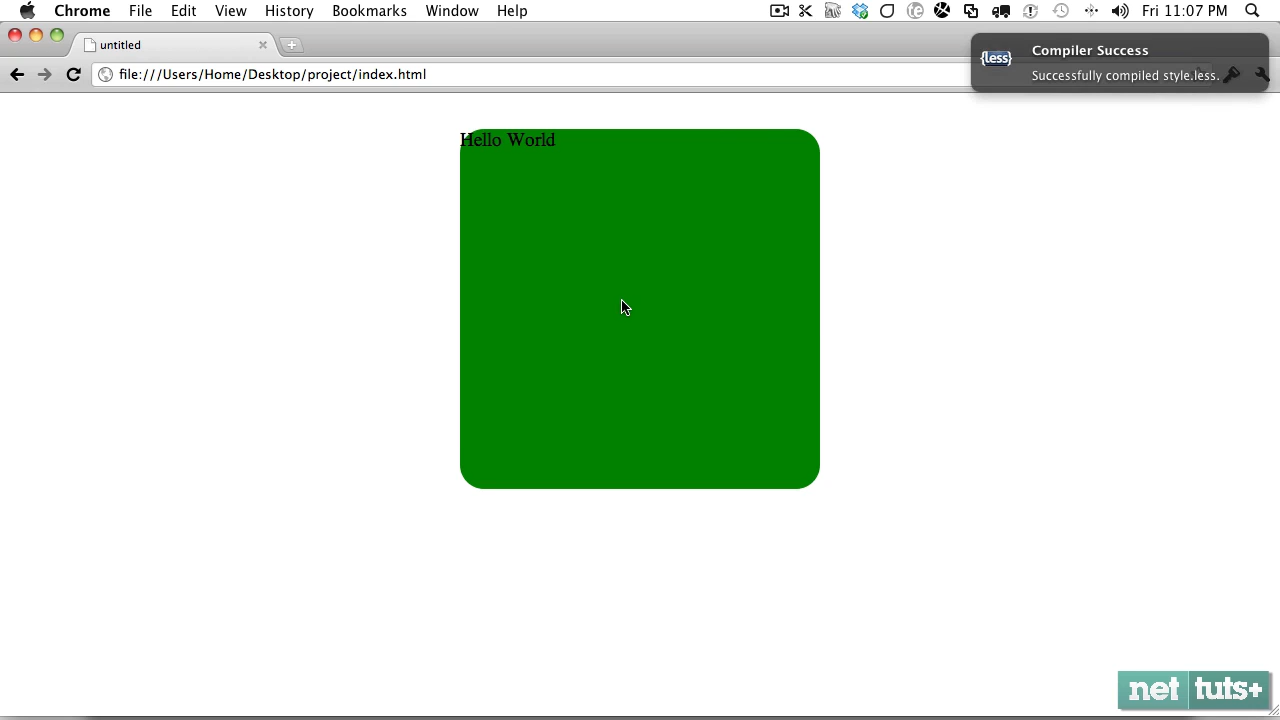 Chrome File Edit View History Bookmarks Window Help Fri 11:07 PM
untitled
file:///Users/Home/Desktop/project/index.html
{less}
Compiler Success
Successfully compiled style.less.
Hello World
net tuts+